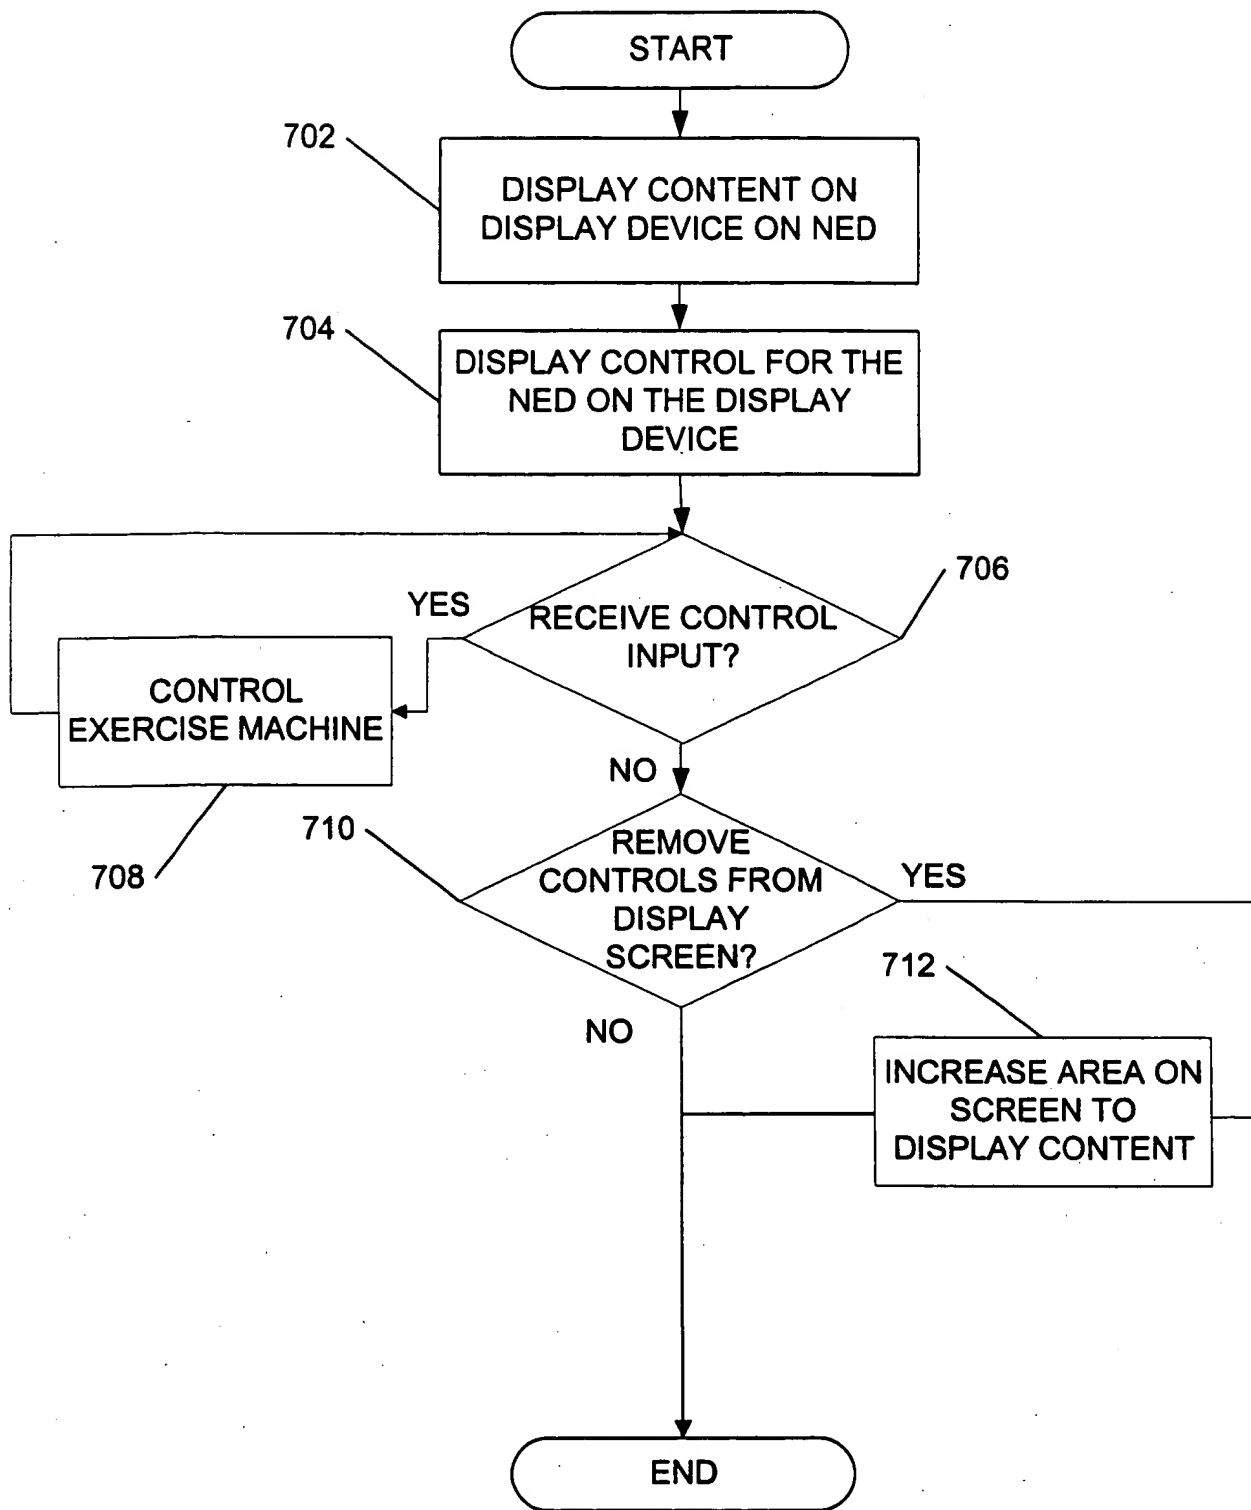 START
702
DISPLAY CONTENT ON
DISPLAY DEVICE ON NED
704
DISPLAY CONTROL FOR THE
NED ON THE DISPLAY
DEVICE
706
YES
RECEIVE CONTROL
INPUT?
CONTROL
EXERCISE MACHINE
708
NO
710
REMOVE
CONTROLS FROM
DISPLAY
SCREEN?
YES
712
NO
INCREASE AREA ON
SCREEN TO
DISPLAY CONTENT
END